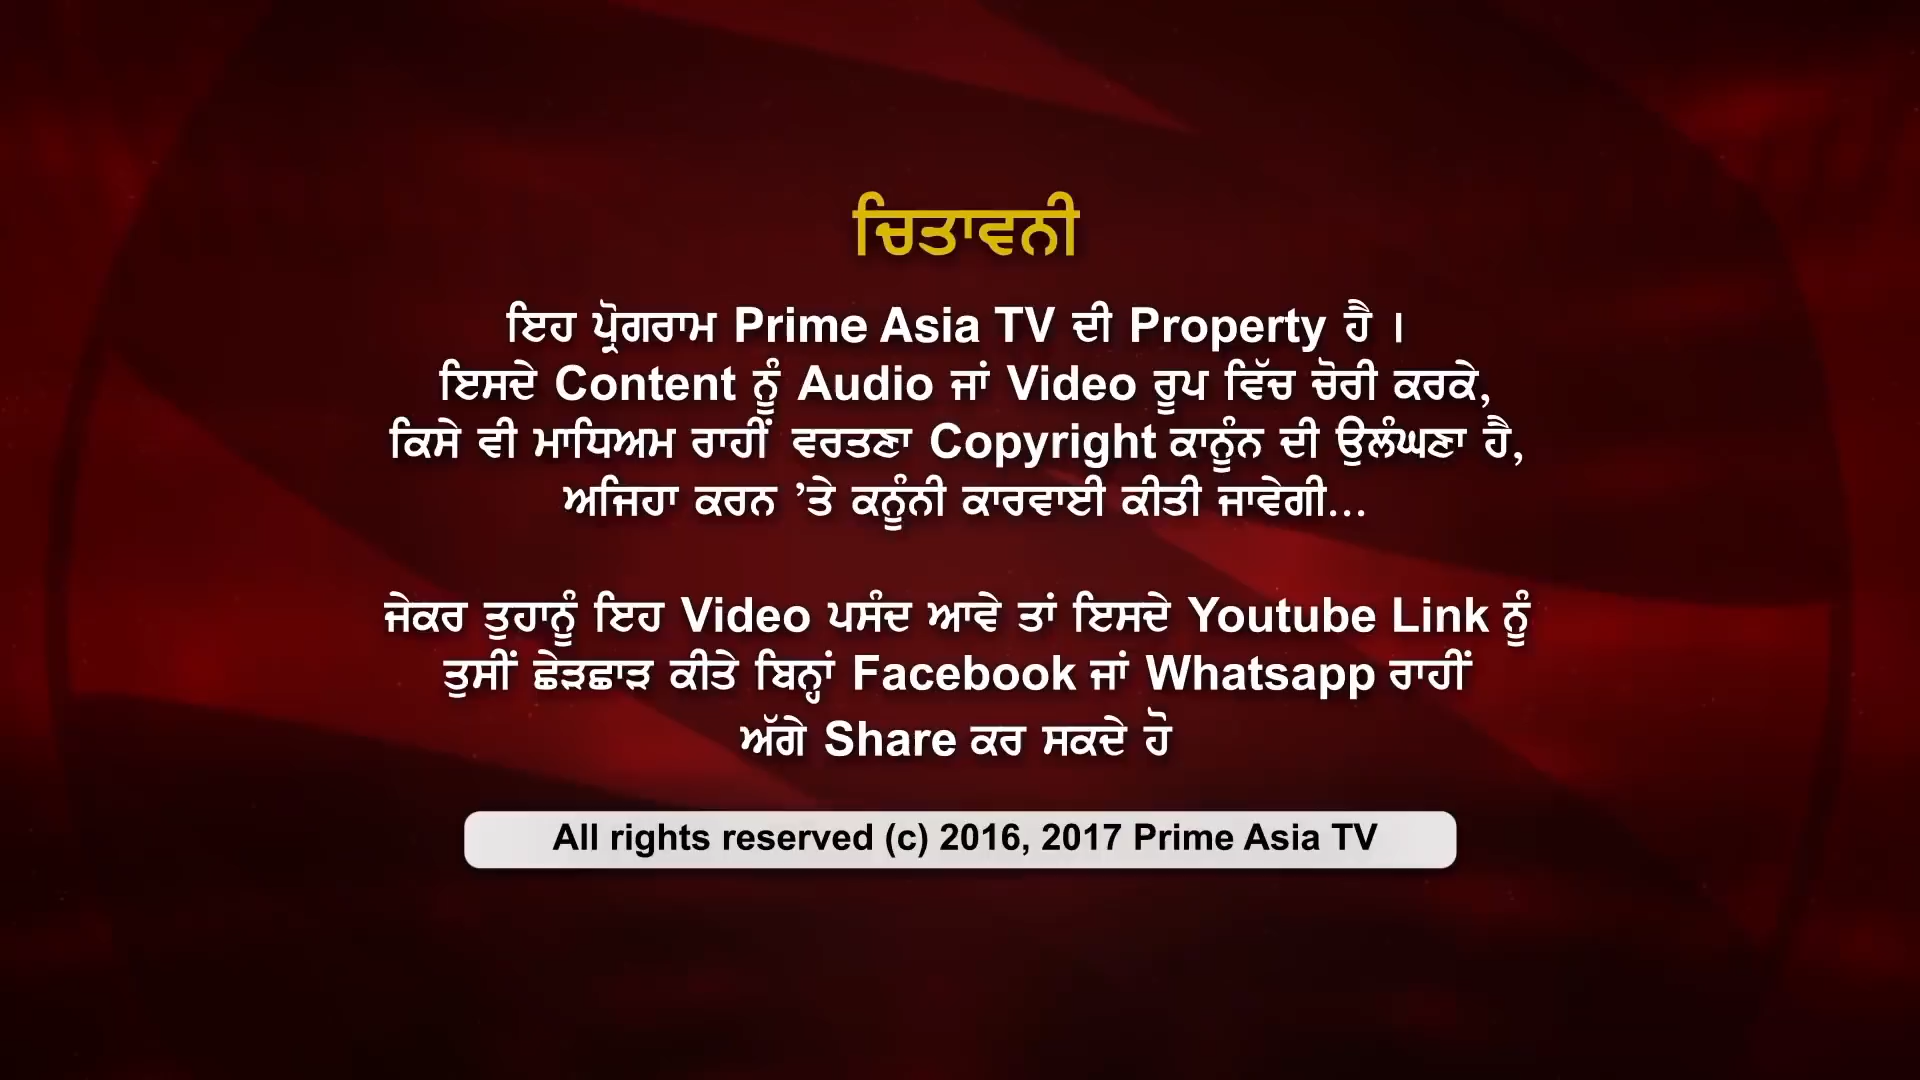 ਚਿਤਾਵਨੀ
ਇਹ ਪ੍ਰੋਗਰਾਮ Prime Asia TV ਦੀ Property ਹੈ ।
ਇਸਦੇ Content ਨੂੰ Audio ਜਾਂ Video ਰੂਪ ਵਿੱਚ ਚੋਰੀ ਕਰਕੇ,
ਕਿਸੇ ਵੀ ਮਾਧਿਅਮ ਰਾਹੀਂ ਵਰਤਣਾ Copyright ਕਾਨੂੰਨ ਦੀ ਉਲੰਘਣਾ ਹੈ,
ਅਜਿਹਾ ਕਰਨ ’ਤੇ ਕਨੂੰਨੀ ਕਾਰਵਾਈ ਕੀਤੀ ਜਾਵੇਗੀ...
ਜੇਕਰ ਤੁਹਾਨੂੰ ਇਹ Video ਪਸੰਦ ਆਵੇ ਤਾਂ ਇਸਦੇ Youtube Link ਨੂੰ
ਤੁਸੀਂ ਛੇੜਛਾੜ ਕੀਤੇ ਬਿਨ੍ਹਾਂ Facebook ਜਾਂ Whatsapp ਰਾਹੀਂ
ਅੱਗੇ Share ਕਰ ਸਕਦੇ ਹੋ
All rights reserved (c) 2016, 2017 Prime Asia TV